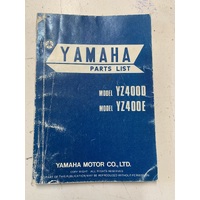 YAMAHA
PARTS LIST
MODEL YZ400D
MODEL YZ400E
YAMAHA MOTOR CO., LTD.